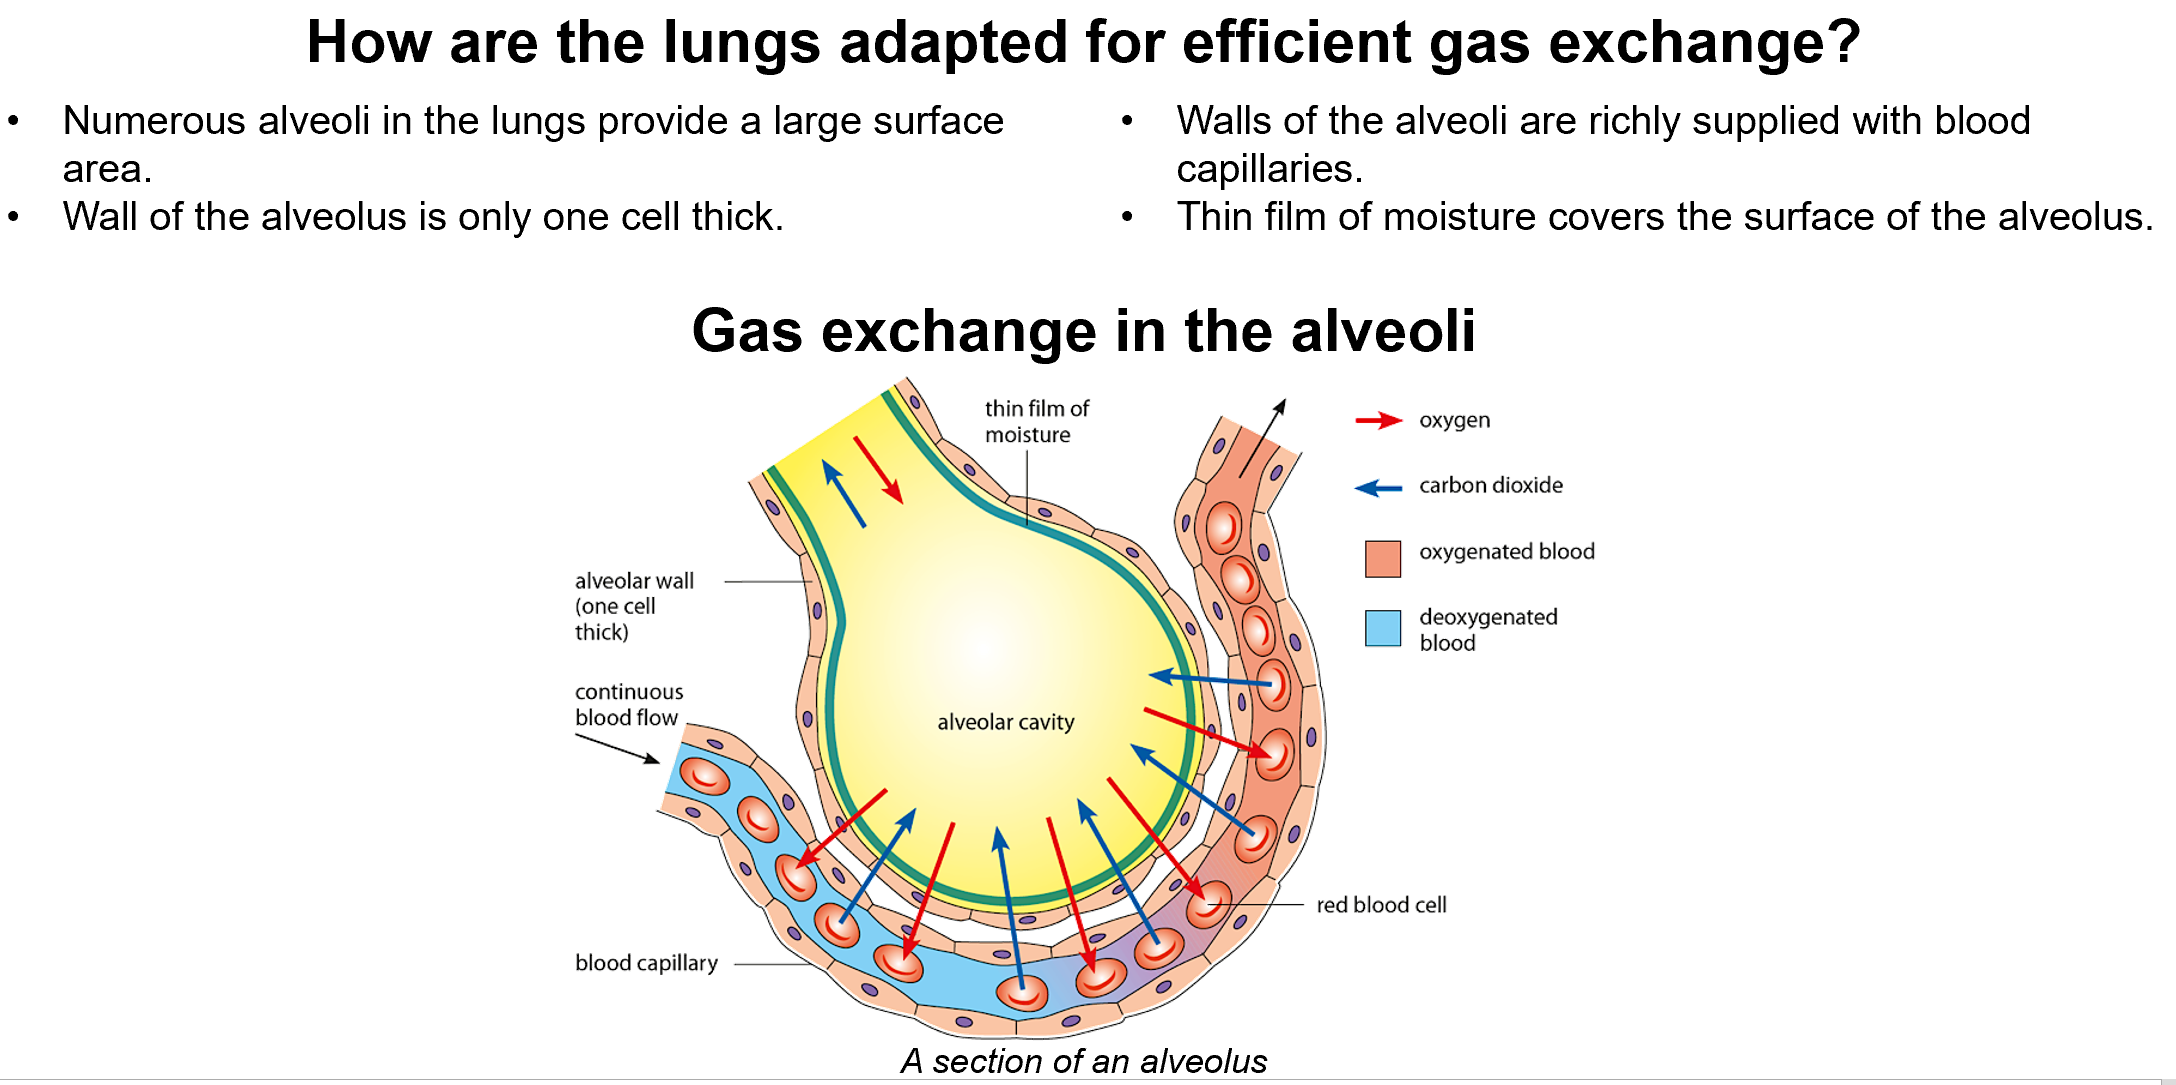 How are the lungs adapted for efficient gas exchange?
• Numerous alveoli in the lungs provide a large surface
area.
• Wall of the alveolus is only one cell thick.
• Walls of the alveoli are richly supplied with blood
capillaries.
• Thin film of moisture covers the surface of the alveolus.
Gas exchange in the alveoli
thin film of
moisture
oxygen
carbon dioxide
oxygenated blood
deoxygenated
blood
alveolar wall
(one cell
thick)
continuous
blood flow
alveolar cavity
red blood cell
blood capillary
A section of an alveolus